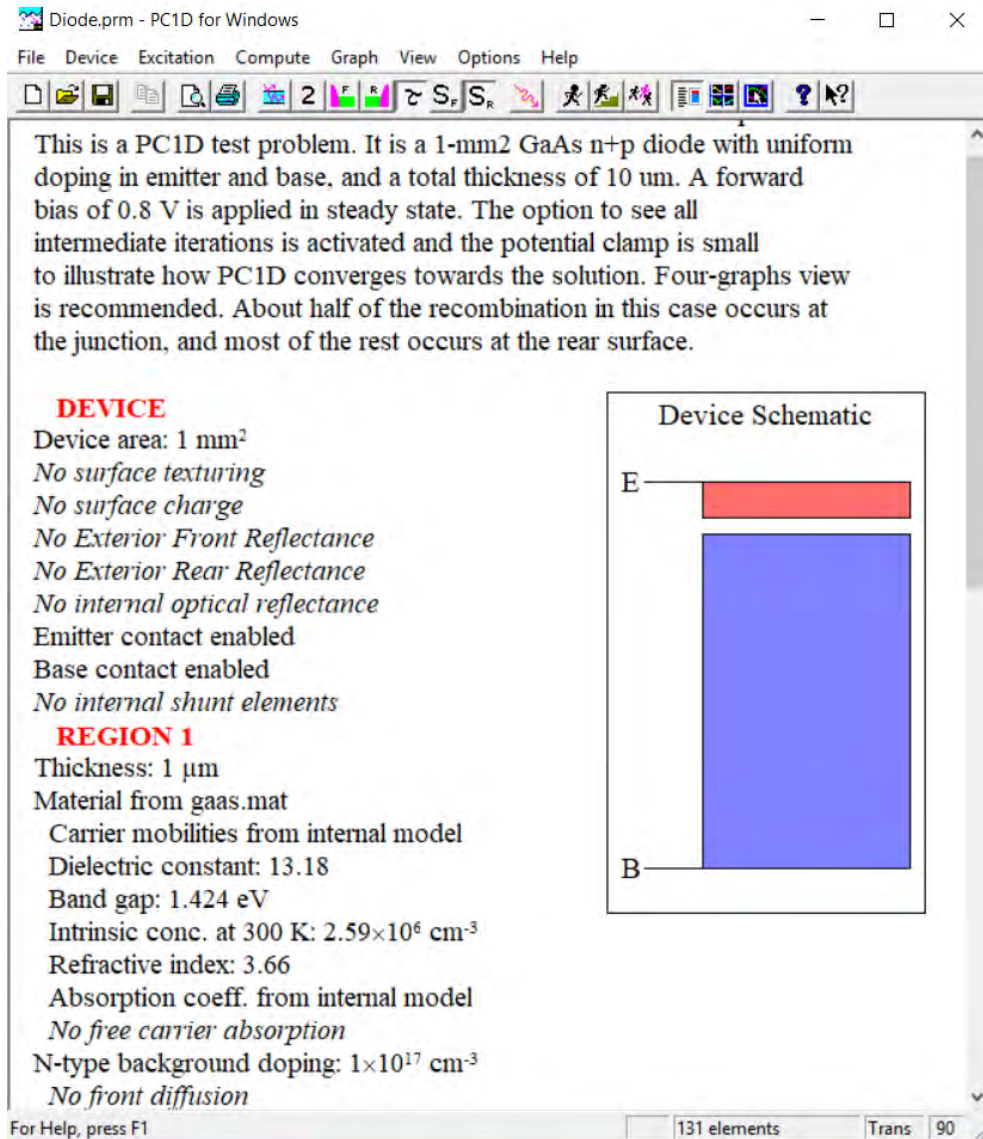 Diode.prm - PC1D for Windows
File Device Excitation Compute Graph View Options Help
2 F R S_F S_R ? ?
This is a PC1D test problem. It is a 1-mm2 GaAs n+p diode with uniform
doping in emitter and base, and a total thickness of 10 um. A forward
bias of 0.8 V is applied in steady state. The option to see all
intermediate iterations is activated and the potential clamp is small
to illustrate how PC1D converges towards the solution. Four-graphs view
is recommended. About half of the recombination in this case occurs at
the junction, and most of the rest occurs at the rear surface.
DEVICE
Device area: 1 mm²
No surface texturing
No surface charge
No Exterior Front Reflectance
No Exterior Rear Reflectance
No internal optical reflectance
Emitter contact enabled
Base contact enabled
No internal shunt elements
REGION 1
Thickness: 1 µm
Material from gaas.mat
Carrier mobilities from internal model
Dielectric constant: 13.18
Band gap: 1.424 eV
Intrinsic conc. at 300 K: 2.59×10⁶ cm⁻³
Refractive index: 3.66
Absorption coeff. from internal model
No free carrier absorption
N-type background doping: 1×10¹⁷ cm⁻³
No front diffusion
Device Schematic
E
B
For Help, press F1
131 elements
Trans
90